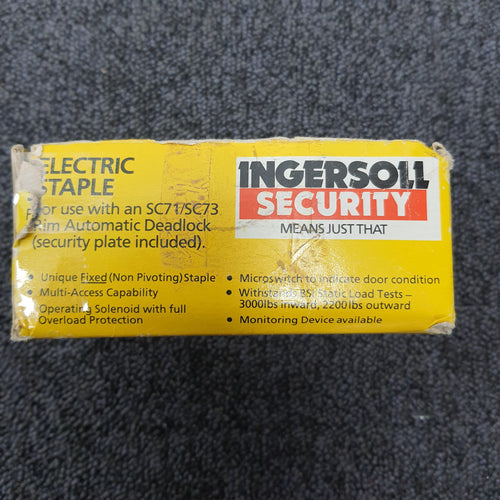 ELECTRIC
STAPLE
For use with an SC71/SC73
Rim Automatic Deadlock
(security plate included).
• Unique Fixed (Non Pivoting) Staple
• Multi-Access Capability
Operating Solenoid with full
Overload Protection
INGERSOLL
SECURITY
MEANS JUST THAT
• Microswitch to indicate door condition
• Withstands BSI Static Load Tests –
3000lbs inward, 2200lbs outward
• Monitoring Device available